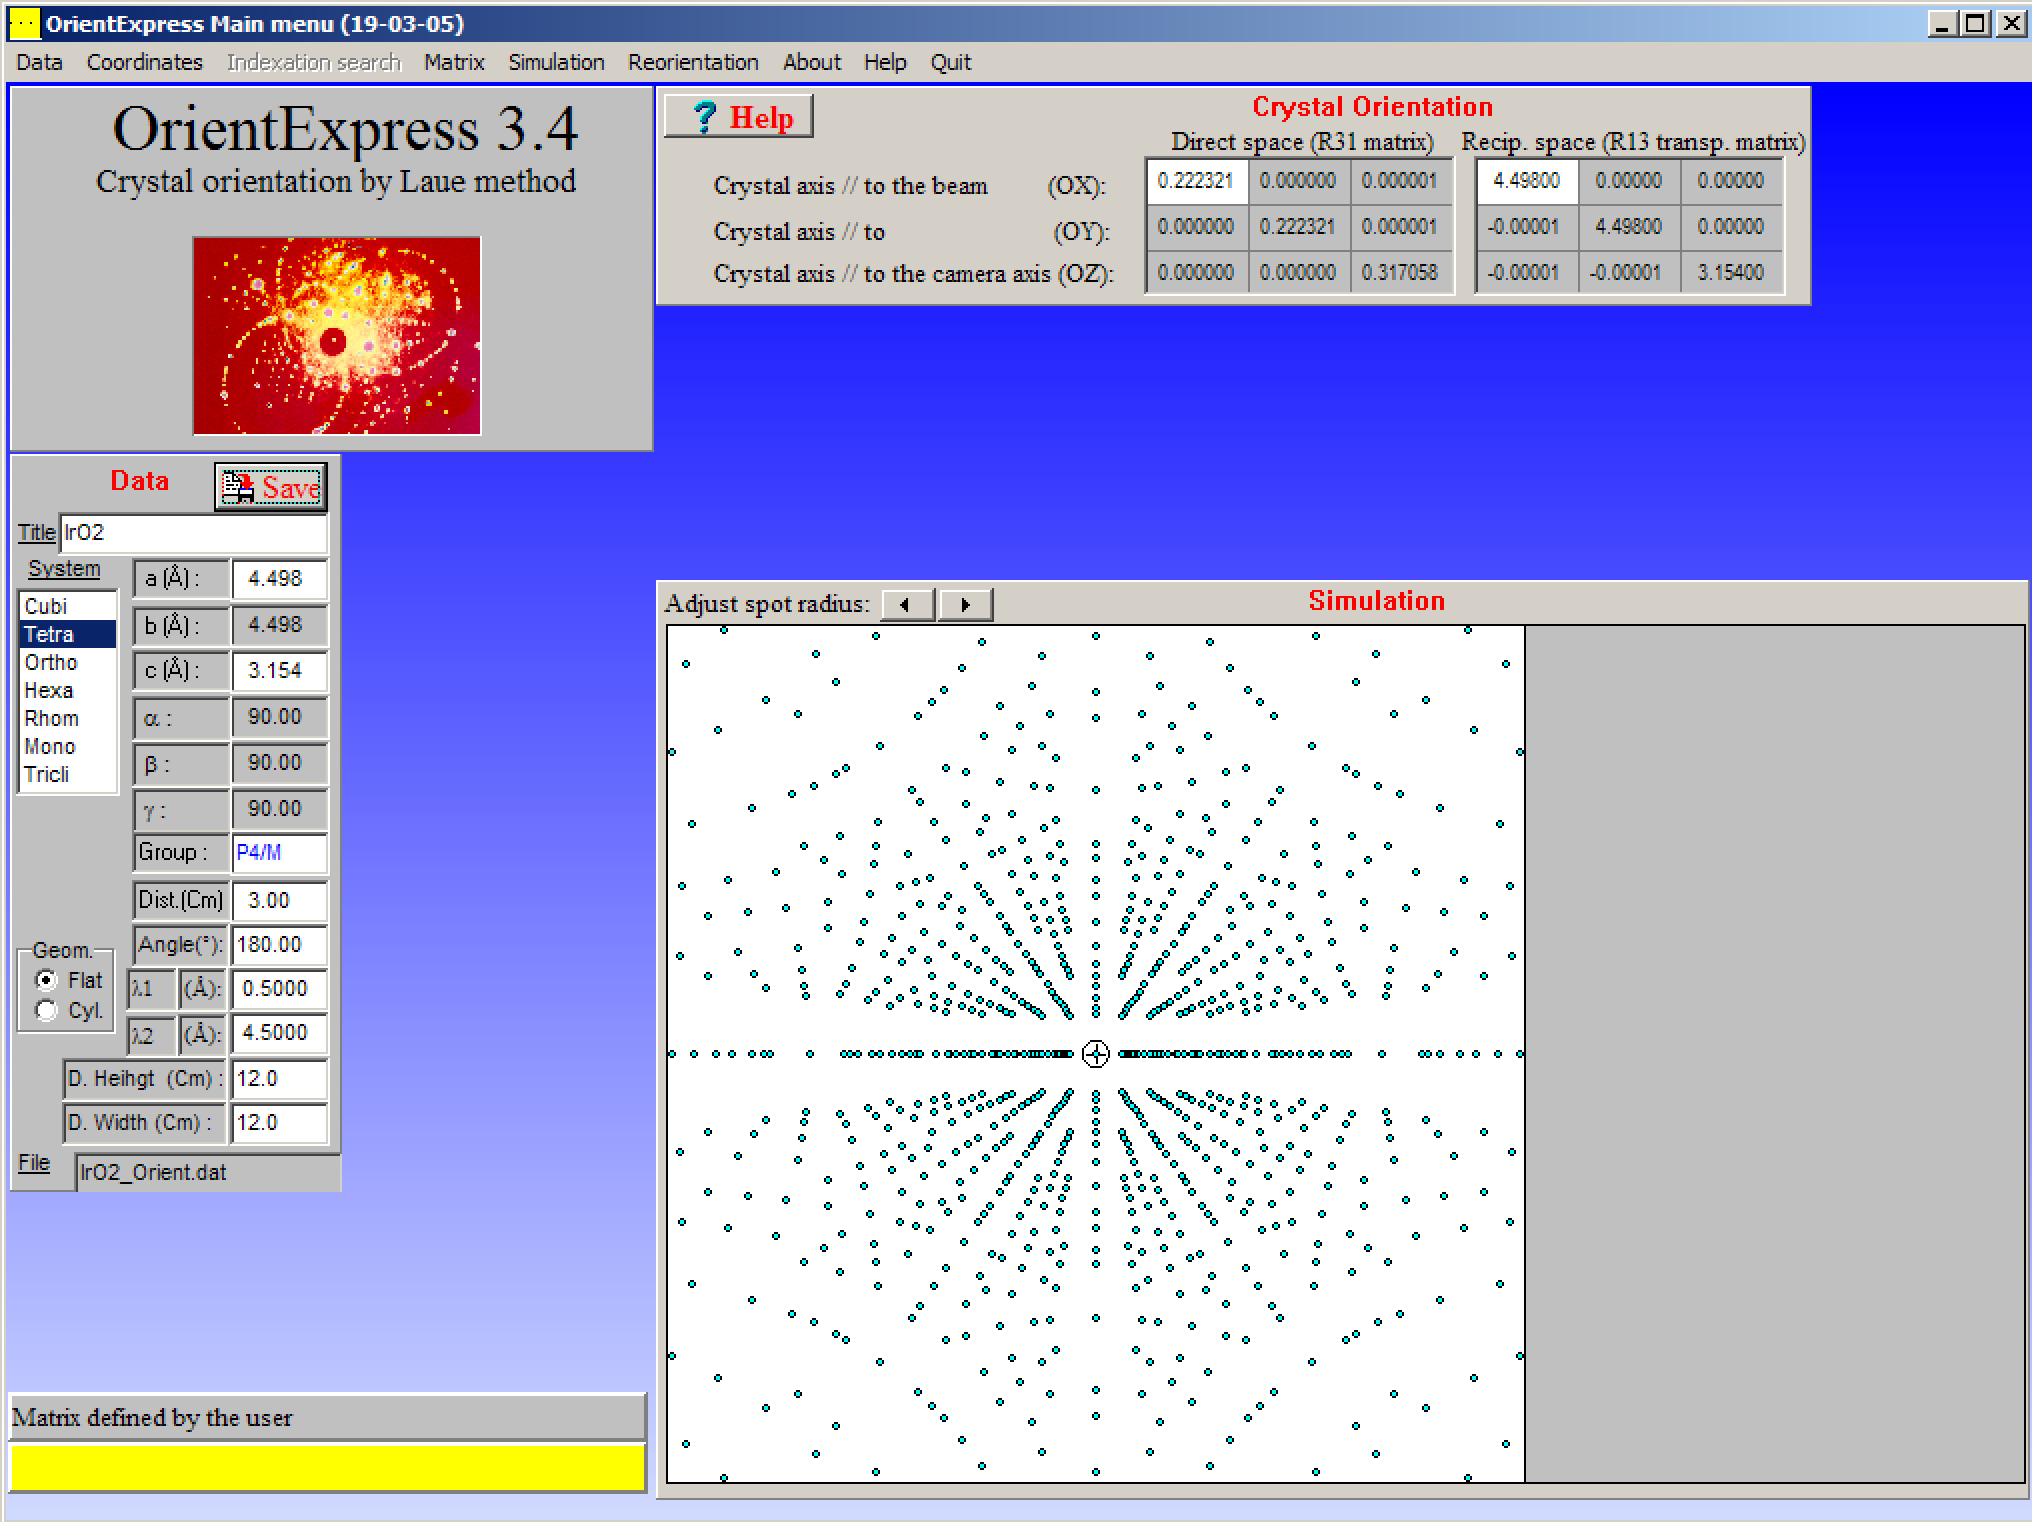 OrientExpress Main menu (19-03-05)
Data Coordinates Indexation search Matrix Simulation Reorientation About Help Quit
OrientExpress 3.4
Crystal orientation by Laue method
? Help
Crystal Orientation
Direct space (R31 matrix) Recip. space (R13 transp. matrix)
Crystal axis // to the beam (OX): 0.222321 0.000000 0.000001 4.49800 0.00000 0.00000
Crystal axis // to (OY): 0.000000 0.222321 0.000001 -0.00001 4.49800 0.00000
Crystal axis // to the camera axis (OZ): 0.000000 0.000000 0.317058 -0.00001 -0.00001 3.15400
Data Save
Title IrO2
System
Cubi
Tetra
Ortho
Hexa
Rhom
Mono
Tricli
a (Å) : 4.498
b (Å) : 4.498
c (Å) : 3.154
α : 90.00
β : 90.00
γ : 90.00
Group : P4/M
Dist.(Cm) 3.00
Angle(°): 180.00
Geom.
Flat
Cyl.
λ1 (Å): 0.5000
λ2 (Å): 4.5000
D. Heihgt (Cm) : 12.0
D. Width (Cm) : 12.0
File IrO2_Orient.dat
Adjust spot radius:
Simulation
Matrix defined by the user